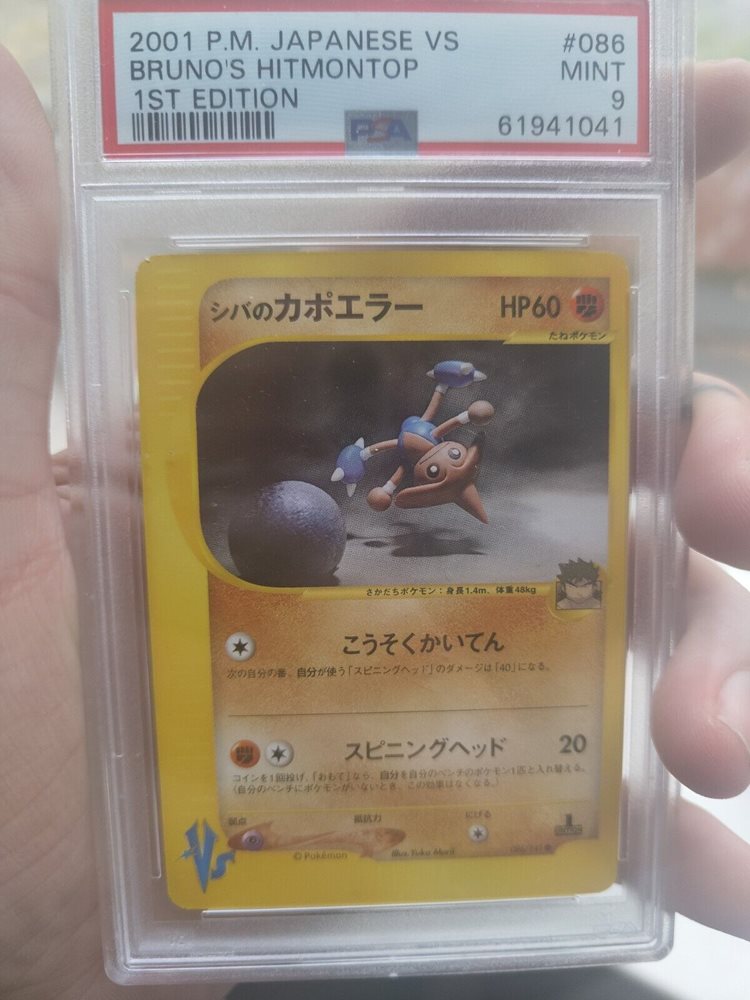 2001 P.M. JAPANESE VS #086
BRUNO'S HITMONTOP MINT
1ST EDITION 9
PSA 61941041
シバのカポエラー HP60
たねポケモン
さかだちポケモン：身長1.4m、体重48kg
こうそくかいてん
次の自分の番、自分が使う「スピニングヘッド」のダメージは「40」になる。
スピニングヘッド 20
コインを1回投げ、「おもて」なら、自分を自分のベンチのポケモン1匹と入れ替える。
（自分のベンチにポケモンがいないとき、この効果はなくなる。）
弱点 抵抗力 にげる
VS © Pokémon Illus. Yuka Morii 086/141